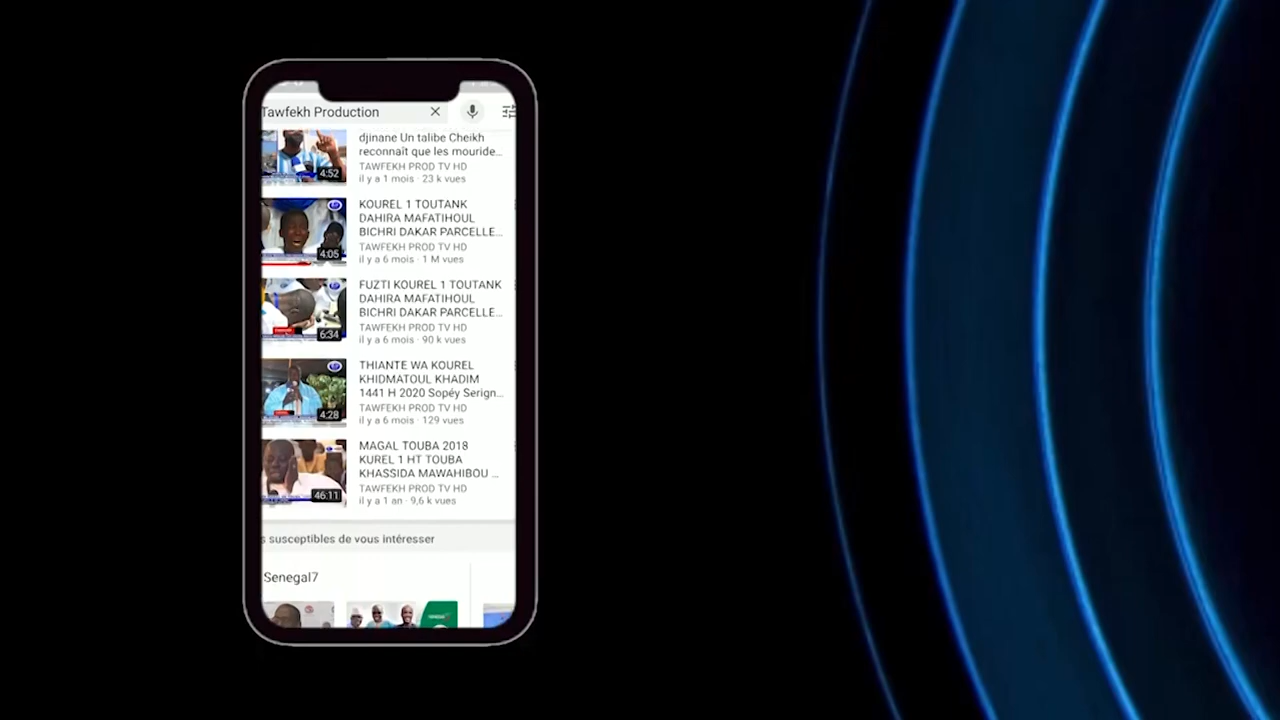 Tawfekh Production
djinane Un talibe Cheikh
reconnaît que les mouride...
TAWFEKH PROD TV HD
il y a 1 mois · 23 k vues
4:52
KOUREL 1 TOUTANK
DAHIRA MAFATIHOUL
BICHRI DAKAR PARCELLE...
TAWFEKH PROD TV HD
il y a 6 mois · 1 M vues
4:05
FUZTI KOUREL 1 TOUTANK
DAHIRA MAFATIHOUL
BICHRI DAKAR PARCELLE...
TAWFEKH PROD TV HD
il y a 6 mois · 90 k vues
6:34
THIANTE WA KOUREL
KHIDMATOUL KHADIM
1441 H 2020 Sopéy Serign...
TAWFEKH PROD TV HD
il y a 6 mois · 129 vues
4:28
MAGAL TOUBA 2018
KUREL 1 HT TOUBA
KHASSIDA MAWAHIBOU ...
TAWFEKH PROD TV HD
il y a 1 an · 9,6 k vues
46:11
s susceptibles de vous intéresser
Senegal7